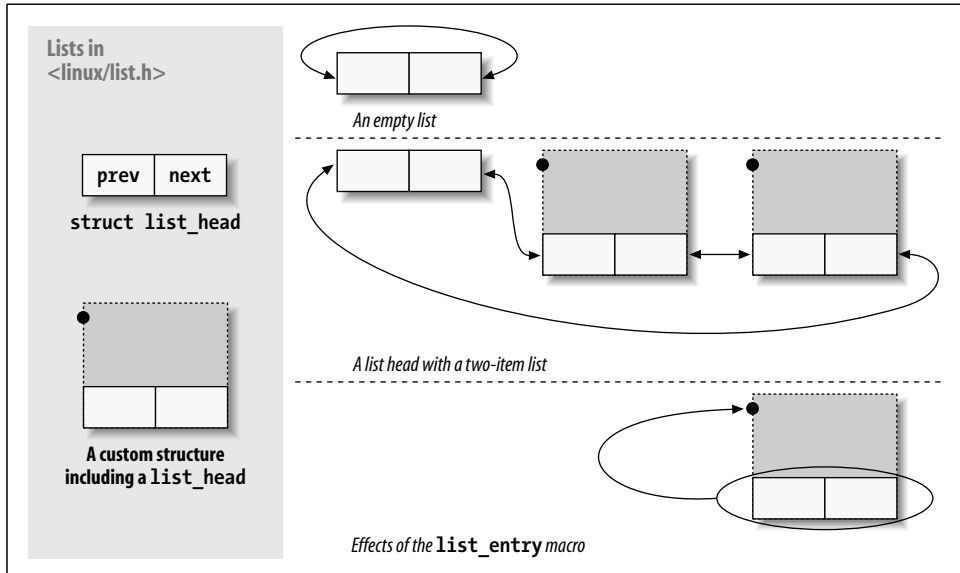 Lists in
<linux/list.h>
prev next
struct list_head
A custom structure
including a list_head
An empty list
A list head with a two-item list
Effects of the list_entry macro